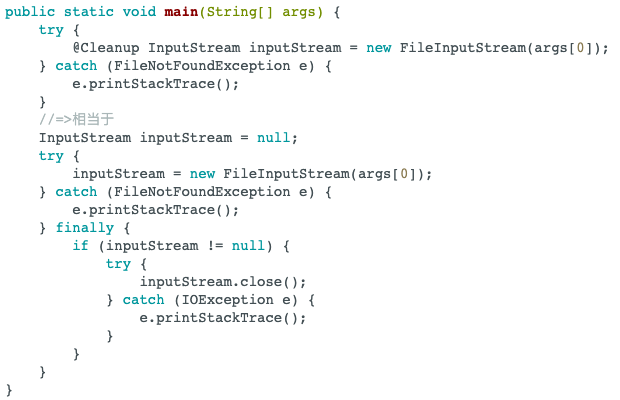 public static void main(String[] args) {
    try {
        @Cleanup InputStream inputStream = new FileInputStream(args[0]);
    } catch (FileNotFoundException e) {
        e.printStackTrace();
    }
    //=>相当于
    InputStream inputStream = null;
    try {
        inputStream = new FileInputStream(args[0]);
    } catch (FileNotFoundException e) {
        e.printStackTrace();
    } finally {
        if (inputStream != null) {
            try {
                inputStream.close();
            } catch (IOException e) {
                e.printStackTrace();
            }
        }
    }
}